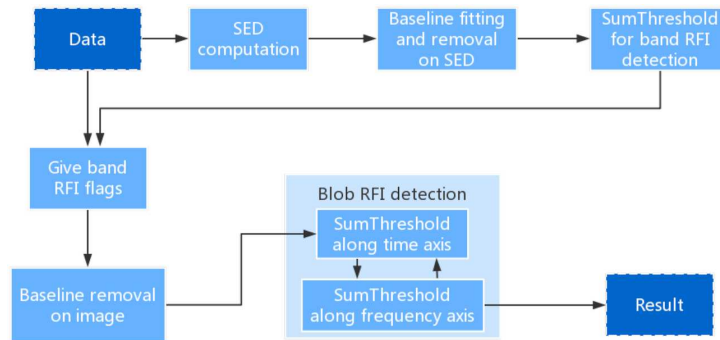 Data
SED
computation
Baseline fitting
and removal
on SED
SumThreshold
for band RFI
detection
Give band
RFI flags
Blob RFI detection
SumThreshold
along time axis
Baseline removal
on image
SumThreshold
along frequency axis
Result